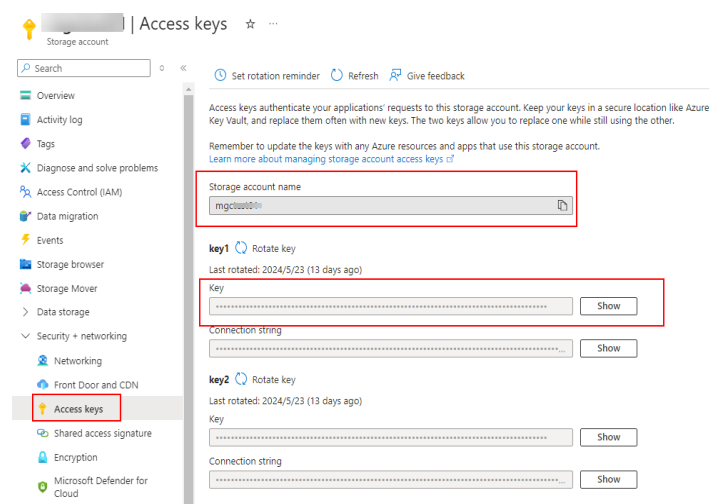 | Access keys
Storage account
Search
Overview
Activity log
Tags
Diagnose and solve problems
Access Control (IAM)
Data migration
Events
Storage browser
Storage Mover
Data storage
Security + networking
Networking
Front Door and CDN
Access keys
Shared access signature
Encryption
Microsoft Defender for
Cloud
Set rotation reminder
Refresh
Give feedback
Access keys authenticate your applications' requests to this storage account. Keep your keys in a secure location like Azure
Key Vault, and replace them often with new keys. The two keys allow you to replace one while still using the other.
Remember to update the keys with any Azure resources and apps that use this storage account.
Learn more about managing storage account access keys
Storage account name
key1
Rotate key
Last rotated: 2024/5/23 (13 days ago)
Key
Show
Connection string
Show
key2
Rotate key
Last rotated: 2024/5/23 (13 days ago)
Key
Show
Connection string
Show